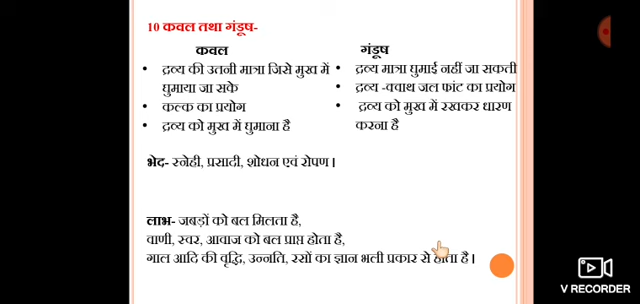 10 कवल तथा गंडूष-
कवल
गंडूष
• द्रव्य की उतनी मात्रा जिसे मुख में
घुमाया जा सके
• कल्क का प्रयोग
• द्रव्य को मुख में घुमाना है
• द्रव्य मात्रा घुमाई नहीं जा सकती
• द्रव्य -क्वाथ जल फांट का प्रयोग
• द्रव्य को मुख में रखकर धारण
करना है
भेद- स्नेही, प्रसादी, शोधन एवं रोपण।
लाभ- जबड़ों को बल मिलता है,
वाणी, स्वर, आवाज को बल प्राप्त होता है,
गाल आदि की वृद्धि, उन्नति, रसों का ज्ञान भली प्रकार से होता है।
V RECORDER